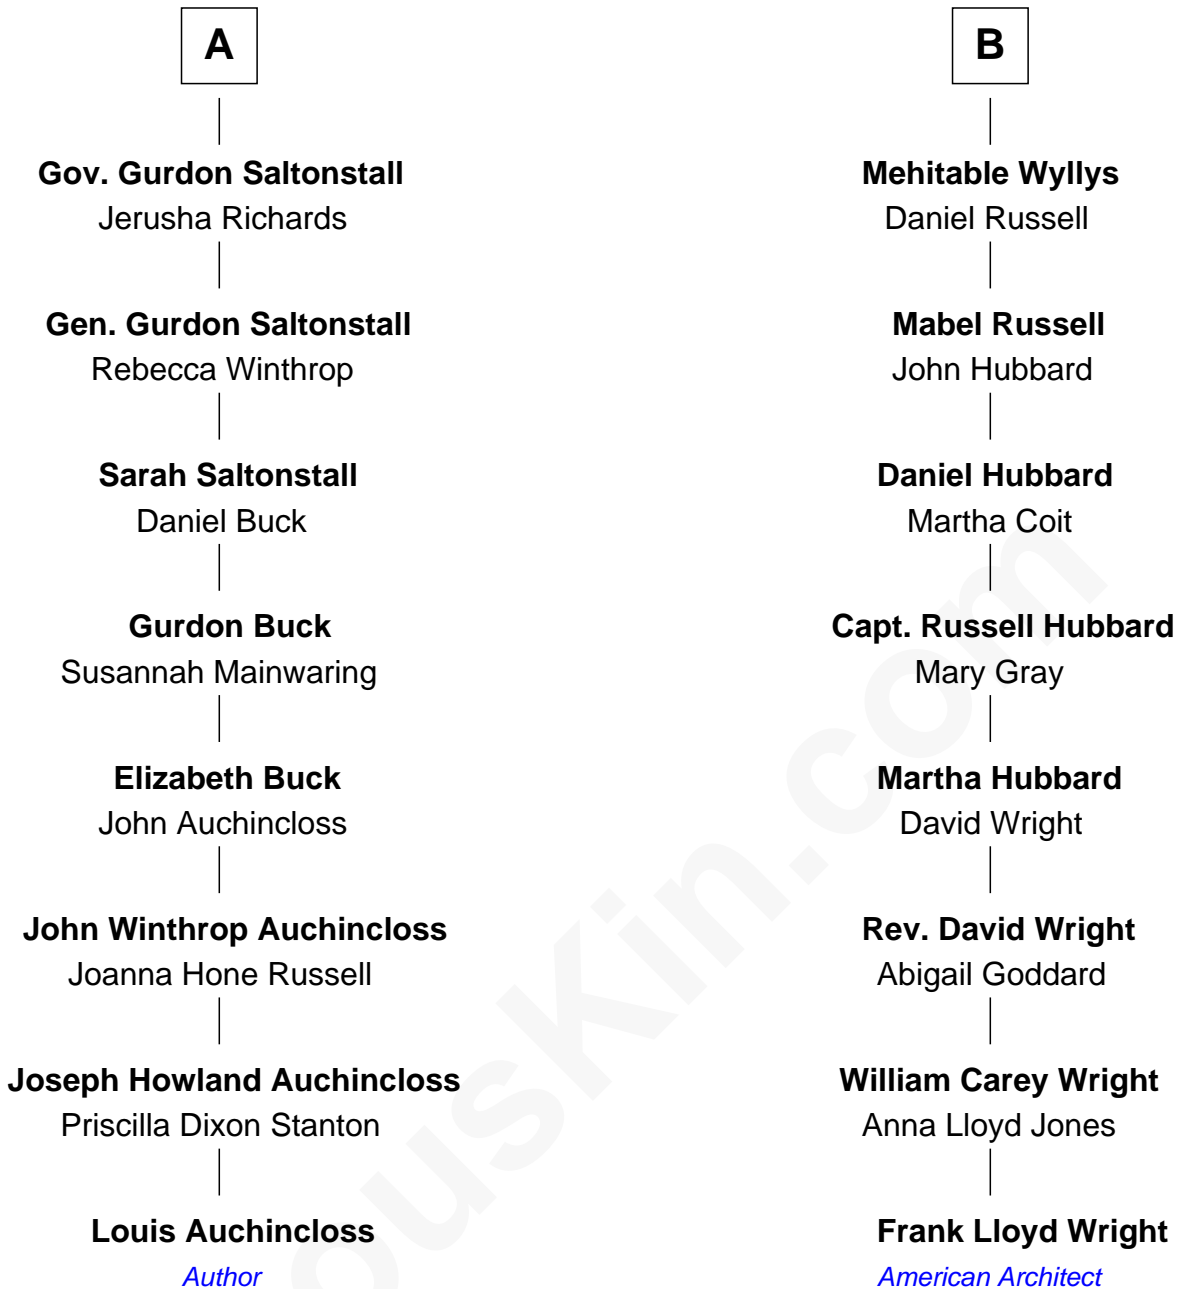 A
Gov. Gurdon Saltonstall
Jerusha Richards
Gen. Gurdon Saltonstall
Rebecca Winthrop
Sarah Saltonstall
Daniel Buck
Gurdon Buck
Susannah Mainwaring
Elizabeth Buck
John Auchincloss
John Winthrop Auchincloss
Joanna Hone Russell
Joseph Howland Auchincloss
Priscilla Dixon Stanton
Louis Auchincloss
Author
B
Mehitable Wyllys
Daniel Russell
Mabel Russell
John Hubbard
Daniel Hubbard
Martha Coit
Capt. Russell Hubbard
Mary Gray
Martha Hubbard
David Wright
Rev. David Wright
Abigail Goddard
William Carey Wright
Anna Lloyd Jones
Frank Lloyd Wright
American Architect
ousKin.com